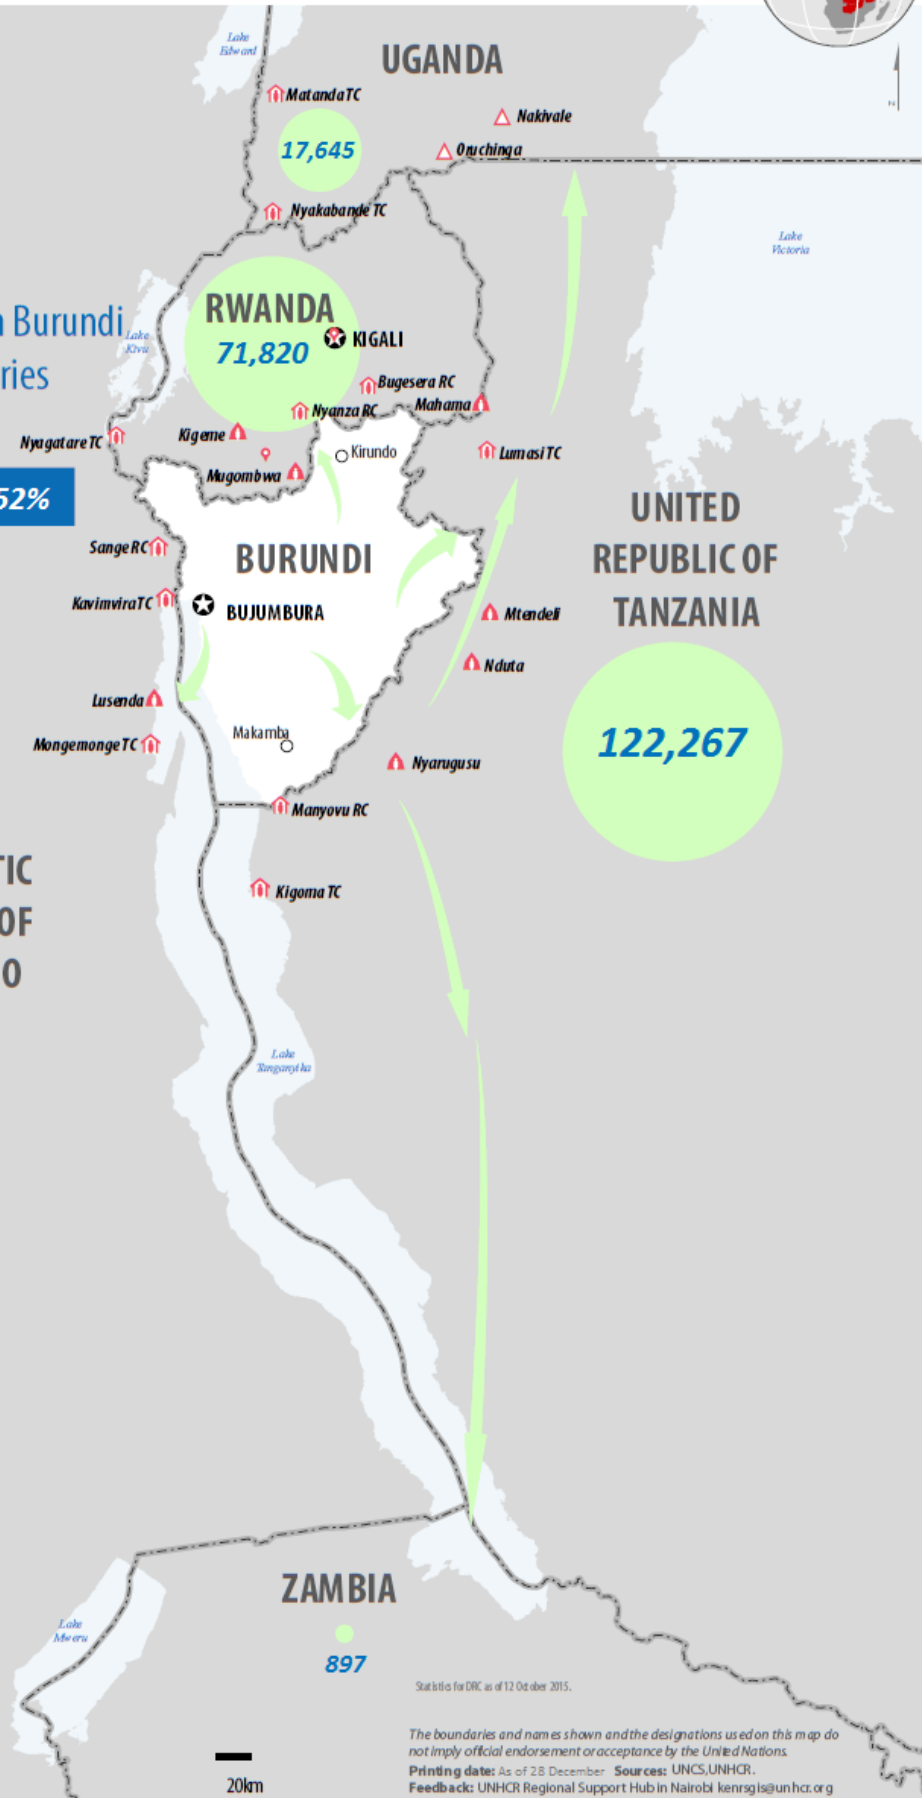 Lake
Edward
UGANDA
Matanda TC
Nakivale
17,645
Oruchinga
Nyakabande TC
Lake
Victoria
z
RWANDA
n Burundi
Lake
Kivu
KIGALI
71,820
ries
Bugesera RC
Nyanza RC
Mahama
Nyagatare TC
Kigeme
Kirundo
Lumasi TC
Mugombwa
52%
UNITED
REPUBLIC OF
TANZANIA
Sange RC
BURUNDI
Kavimvira TC
BUJUMBURA
Mtendeli
Nduta
Lusenda
Makamba
Mongemonge TC
122,267
Nyarugusu
Manyovu RC
TIC
OF
O
Kigoma TC
Lake
Tanganyika
ZAMBIA
Lake
Mweru
897
Statistics for DRC as of 12 October 2015.
The boundaries and names shown and the designations used on this map do
not imply official endorsement or acceptance by the United Nations.
Printing date: As of 28 December Sources: UNCS,UNHCR.
20km
Feedback: UNHCR Regional Support Hub in Nairobi kenrsgis@unhcr.org